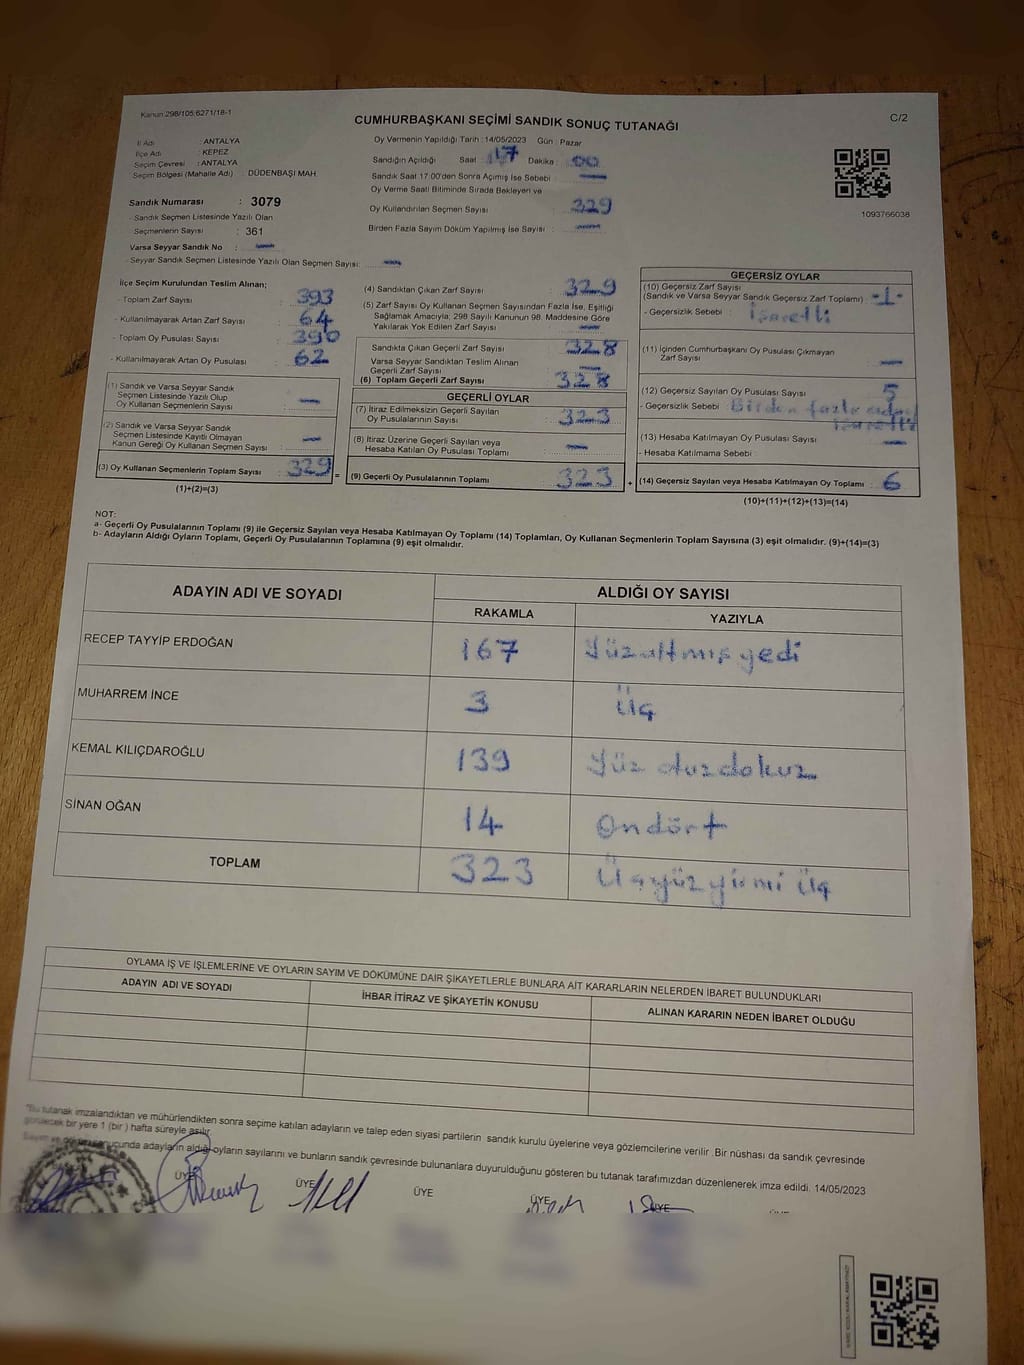 Kanun 298/105;6271/18-1
C/2
CUMHURBAŞKANI SEÇİMİ SANDIK SONUÇ TUTANAĞI
İl Adı : ANTALYA
İlçe Adı : KEPEZ
Seçim Çevresi : ANTALYA
Seçim Bölgesi (Mahalle Adı) : DÜDENBAŞI MAH.
Sandık Numarası : 3079
- Sandık Seçmen Listesinde Yazılı Olan
Seçmenlerin Sayısı : 361
Varsa Seyyar Sandık No : —
- Seyyar Sandık Seçmen Listesinde Yazılı Olan Seçmen Sayısı: —
Oy Vermenin Yapıldığı Tarih : 14/05/2023 Gün : Pazar
Sandığın Açıldığı Saat 17 Dakika : 00
Sandık Saat 17:00'den Sonra Açımış İse Sebebi : —
Oy Verme Saati Bitiminde Sırada Bekleyen ve
Oy Kullandırılan Seçmen Sayısı : 329
Birden Fazla Sayım Döküm Yapılmış İse Sayısı : —
1093766038
İlçe Seçim Kurulundan Teslim Alınan;
- Toplam Zarf Sayısı : 393
- Kullanılmayarak Artan Zarf Sayısı : 64
- Toplam Oy Pusulası Sayısı : 390
- Kullanılmayarak Artan Oy Pusulası : 62
(1) Sandık ve Varsa Seyyar Sandık
Seçmen Listesinde Yazılı Olup
Oy Kullanan Seçmenlerin Sayısı : —
(2) Sandık ve Varsa Seyyar Sandık
Seçmen Listesinde Kayıtlı Olmayan
Kanun Gereği Oy Kullanan Seçmen Sayısı : —
(3) Oy Kullanan Seçmenlerin Toplam Sayısı : 329 =
(1)+(2)=(3)
(4) Sandıktan Çıkan Zarf Sayısı : 329
(5) Zarf Sayısı Oy Kullanan Seçmen Sayısından Fazla İse, Eşitliği
Sağlamak Amacıyla; 298 Sayılı Kanunun 98. Maddesine Göre
Yakılarak Yok Edilen Zarf Sayısı : —
Sandıkta Çıkan Geçerli Zarf Sayısı : 328
Varsa Seyyar Sandıktan Teslim Alınan
Geçerli Zarf Sayısı : —
(6) Toplam Geçerli Zarf Sayısı : 328
GEÇERLİ OYLAR
(7) İtiraz Edilmeksizin Geçerli Sayılan
Oy Pusulalarının Sayısı : 323
(8) İtiraz Üzerine Geçerli Sayılan veya
Hesaba Katılan Oy Pusulası Toplamı : —
(9) Geçerli Oy Pusulalarının Toplamı : 323 +
GEÇERSİZ OYLAR
(10) Geçersiz Zarf Sayısı
(Sandık ve Varsa Seyyar Sandık Geçersiz Zarf Toplamı) : -1-
- Geçersizlik Sebebi : İşaretli
(11) İçinden Cumhurbaşkanı Oy Pusulası Çıkmayan
Zarf Sayısı : —
(12) Geçersiz Sayılan Oy Pusulası Sayısı : 5
- Geçersizlik Sebebi : Birden fazla
(13) Hesaba Katılmayan Oy Pusulası Sayısı : —
- Hesaba Katılmama Sebebi :
(14) Geçersiz Sayılan veya Hesaba Katılmayan Oy Toplamı : 6
(10)+(11)+(12)+(13)=(14)
NOT:
a- Geçerli Oy Pusulalarının Toplamı (9) ile Geçersiz Sayılan veya Hesaba Katılmayan Oy Toplamı (14) Toplamları, Oy Kullanan Seçmenlerin Toplam Sayısına (3) eşit olmalıdır. (9)+(14)=(3)
b- Adayların Aldığı Oyların Toplamı, Geçerli Oy Pusulalarının Toplamına (9) eşit olmalıdır.
ADAYIN ADI VE SOYADI
ALDIĞI OY SAYISI
RAKAMLA YAZIYLA
RECEP TAYYİP ERDOĞAN 167 Yüzaltmış yedi
MUHARREM İNCE 3 Üç
KEMAL KILIÇDAROĞLU 139 Yüz otuzdokuz
SİNAN OĞAN 14 Ondört
TOPLAM 323 Üçyüz yirmi üç
OYLAMA İŞ VE İŞLEMLERİNE VE OYLARIN SAYIM VE DÖKÜMÜNE DAİR ŞİKAYETLERLE BUNLARA AİT KARARLARIN NELERDEN İBARET BULUNDUKLARI
ADAYIN ADI VE SOYADI İHBAR İTİRAZ VE ŞİKAYETİN KONUSU ALINAN KARARIN NEDEN İBARET OLDUĞU
"Bu tutanak imzalandıktan ve mühürlendikten sonra seçime katılan adayların ve talep eden siyasi partilerin sandık kurulu üyelerine veya gözlemcilerine verilir .Bir nüshası da sandık çevresinde
görülecek bir yere 1 (bir ) hafta süreyle asılır.
Sayım ve sonucunda adayların aldığı oyların sayılarını ve bunların sandık çevresinde bulunanlara duyurulduğunu gösteren bu tutanak tarafımızdan düzenlenerek imza edildi. 14/05/2023
ÜYE ÜYE ÜYE ÜYE ÜYE